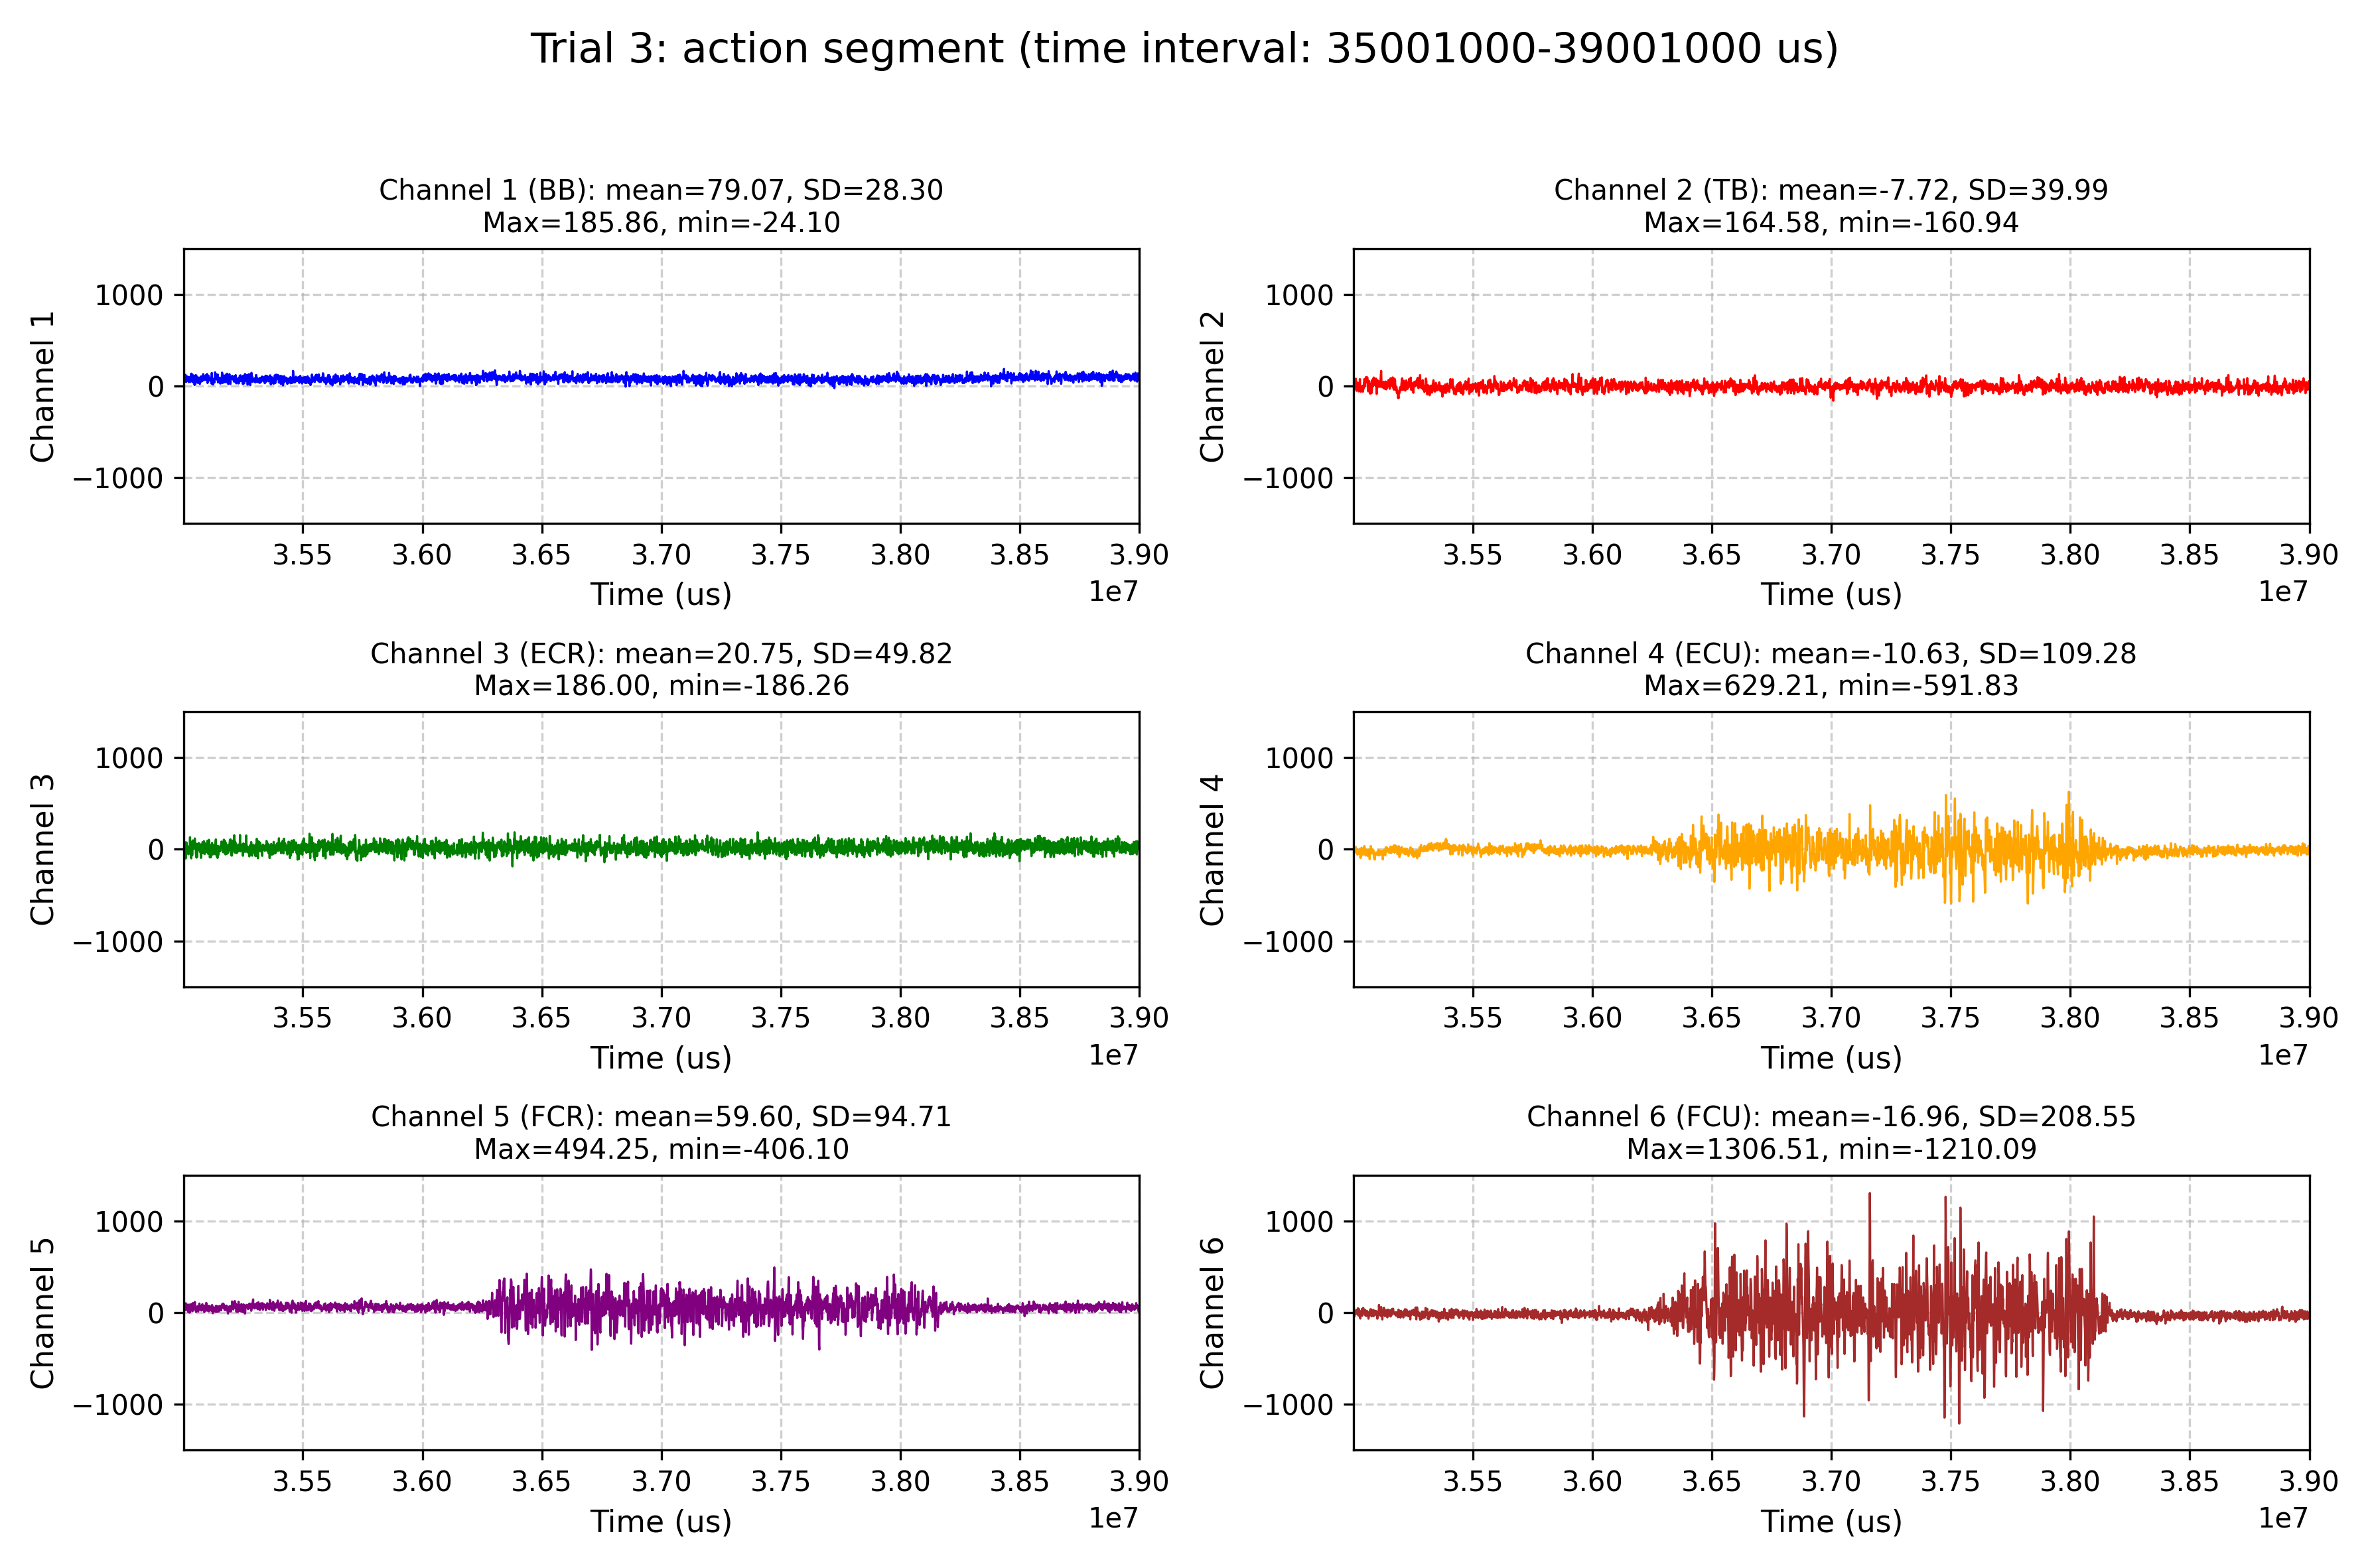 Trial 3: action segment (time interval: 35001000-39001000 us)
Channel 1 (BB): mean=79.07, SD=28.30
Max=185.86, min=-24.10
Channel 1
1000
0
−1000
3.55 3.60 3.65 3.70 3.75 3.80 3.85 3.90
Time (us)
1e7
Channel 2 (TB): mean=-7.72, SD=39.99
Max=164.58, min=-160.94
Channel 2
1000
0
−1000
3.55 3.60 3.65 3.70 3.75 3.80 3.85 3.90
Time (us)
1e7
Channel 3 (ECR): mean=20.75, SD=49.82
Max=186.00, min=-186.26
Channel 3
1000
0
−1000
3.55 3.60 3.65 3.70 3.75 3.80 3.85 3.90
Time (us)
1e7
Channel 4 (ECU): mean=-10.63, SD=109.28
Max=629.21, min=-591.83
Channel 4
1000
0
−1000
3.55 3.60 3.65 3.70 3.75 3.80 3.85 3.90
Time (us)
1e7
Channel 5 (FCR): mean=59.60, SD=94.71
Max=494.25, min=-406.10
Channel 5
1000
0
−1000
3.55 3.60 3.65 3.70 3.75 3.80 3.85 3.90
Time (us)
1e7
Channel 6 (FCU): mean=-16.96, SD=208.55
Max=1306.51, min=-1210.09
Channel 6
1000
0
−1000
3.55 3.60 3.65 3.70 3.75 3.80 3.85 3.90
Time (us)
1e7